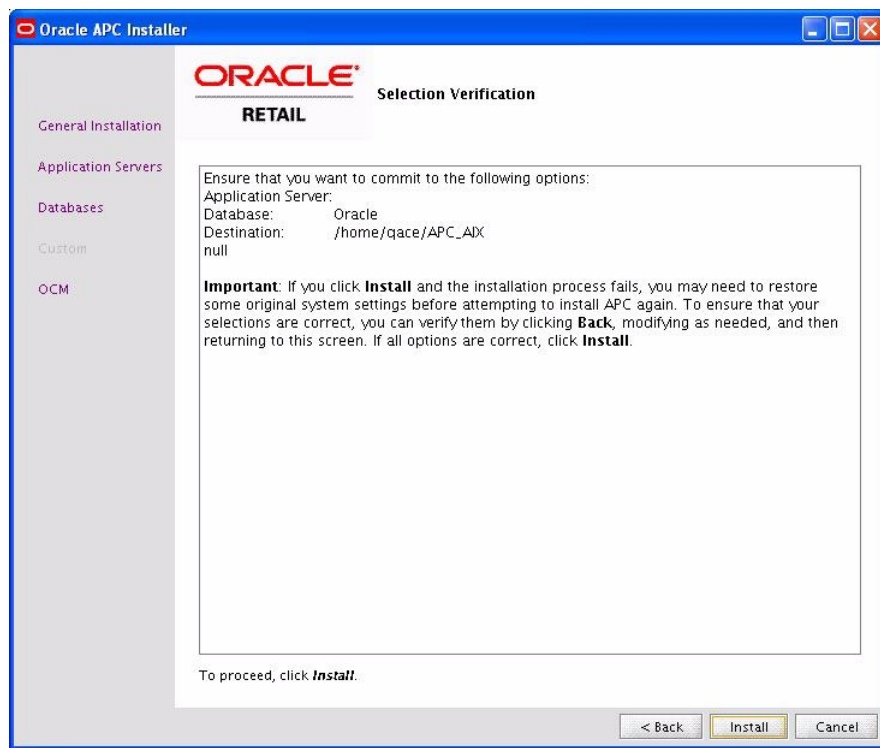 Oracle APC Installer
ORACLE
RETAIL
Selection Verification
General Installation
Application Servers
Databases
Custom
OCM
Ensure that you want to commit to the following options:
Application Server:
Database: Oracle
Destination: /home/qace/APC_AIX
null
Important: If you click Install and the installation process fails, you may need to restore
some original system settings before attempting to install APC again. To ensure that your
selections are correct, you can verify them by clicking Back, modifying as needed, and then
returning to this screen. If all options are correct, click Install.
To proceed, click Install.
< Back Install Cancel